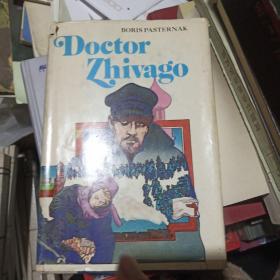 BORIS PASTERNAK
Doctor
Zhivago